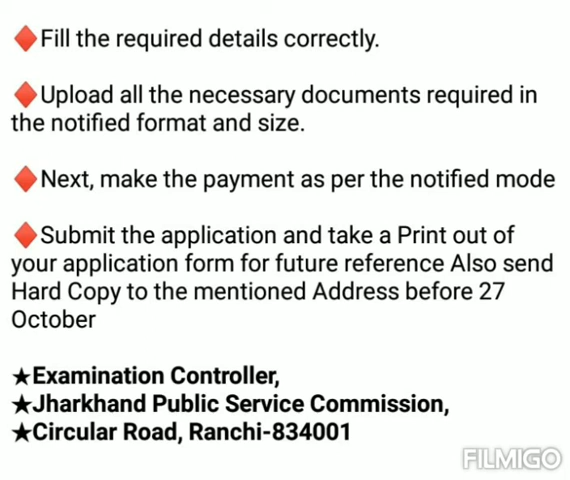 ♦Fill the required details correctly.
♦Upload all the necessary documents required in
the notified format and size.
♦Next, make the payment as per the notified mode
♦Submit the application and take a Print out of
your application form for future reference Also send
Hard Copy to the mentioned Address before 27
October
★Examination Controller,
★Jharkhand Public Service Commission,
★Circular Road, Ranchi-834001
FILMIGO